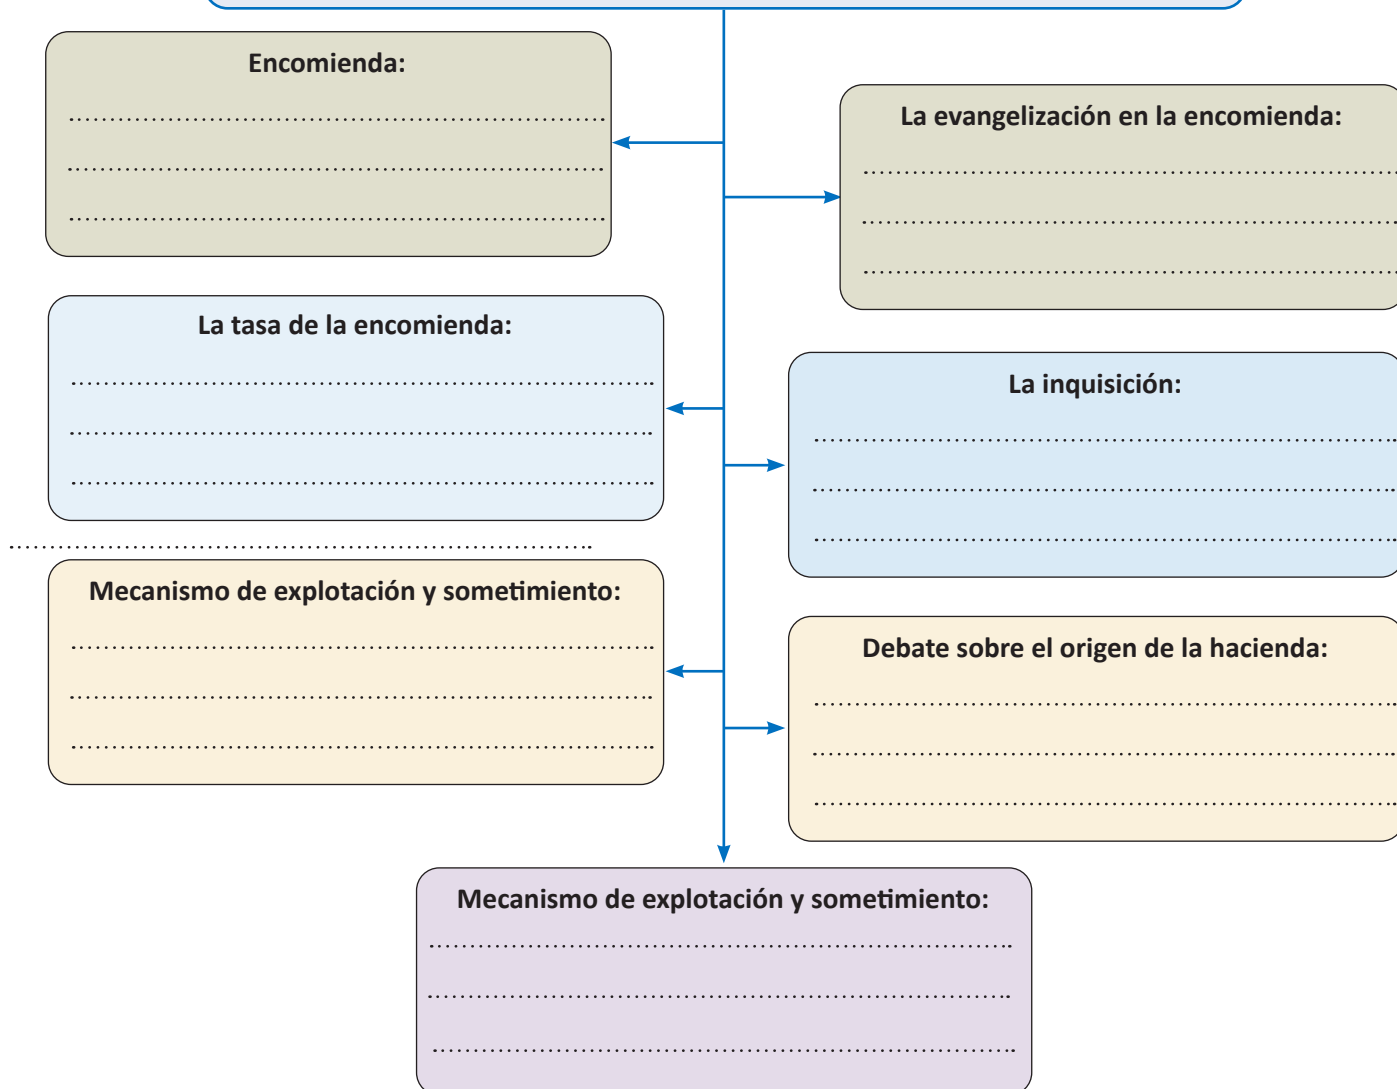 Encomienda:
La evangelización en la encomienda:
La tasa de la encomienda:
La inquisición:
Mecanismo de explotación y sometimiento:
Debate sobre el origen de la hacienda:
Mecanismo de explotación y sometimiento: